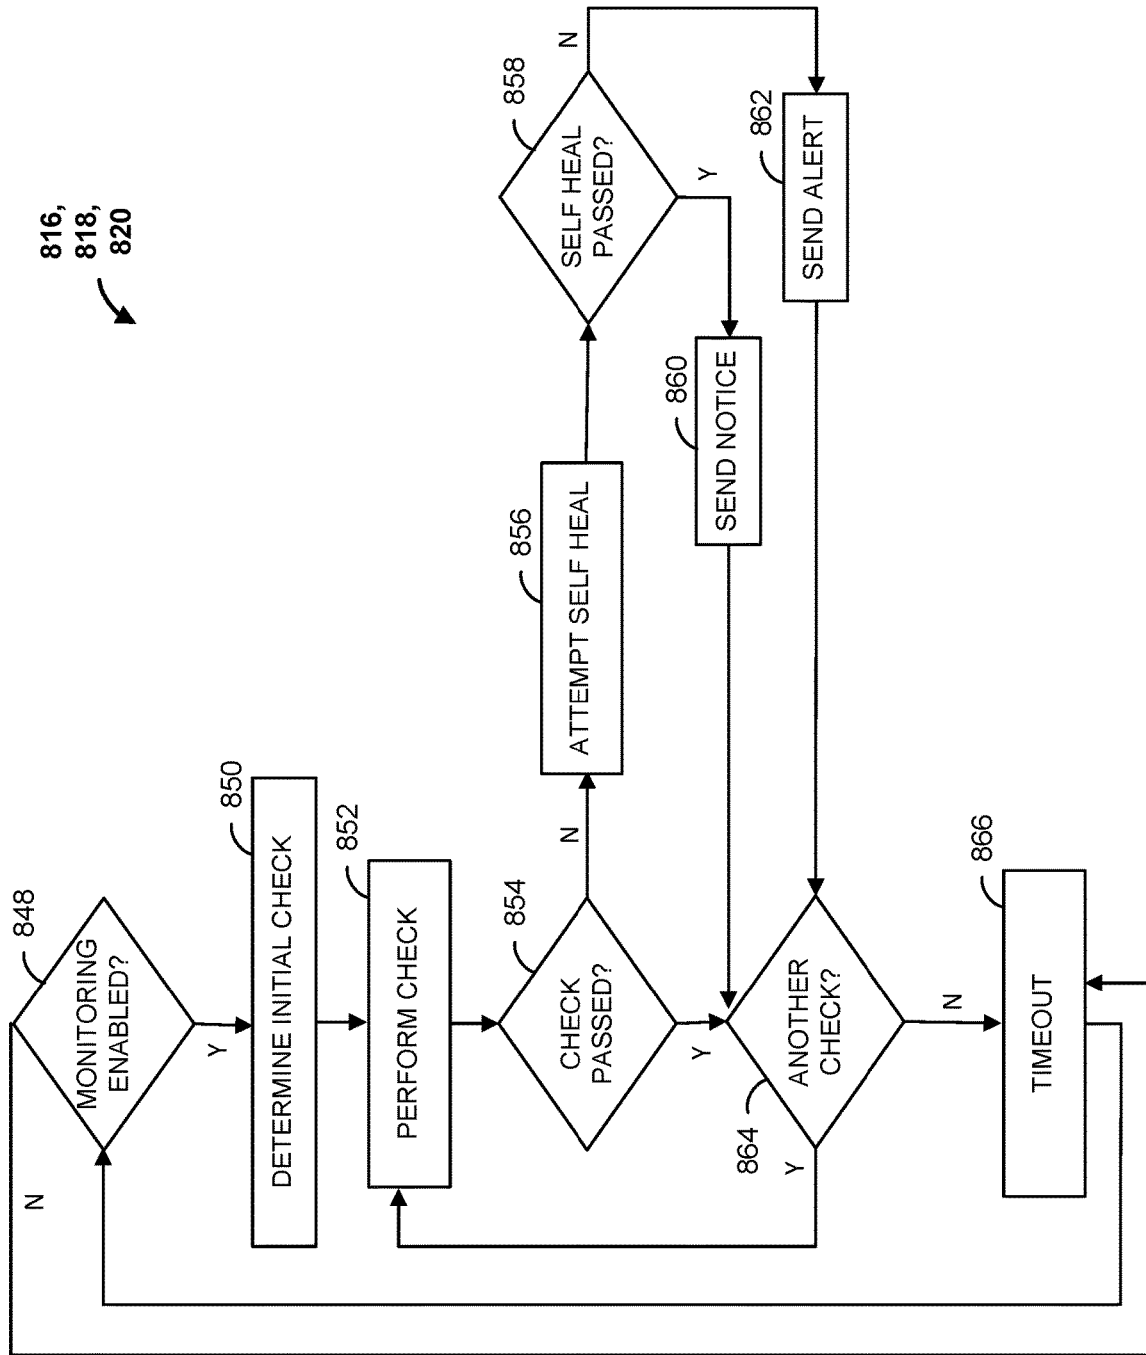 816,
818,
820
848
MONITORING
ENABLED?
N
Y
850
DETERMINE INITIAL CHECK
852
PERFORM CHECK
854
CHECK
PASSED?
N
Y
856
ATTEMPT SELF HEAL
858
SELF HEAL
PASSED?
N
Y
860
SEND NOTICE
862
SEND ALERT
864
ANOTHER
CHECK?
Y
N
866
TIMEOUT